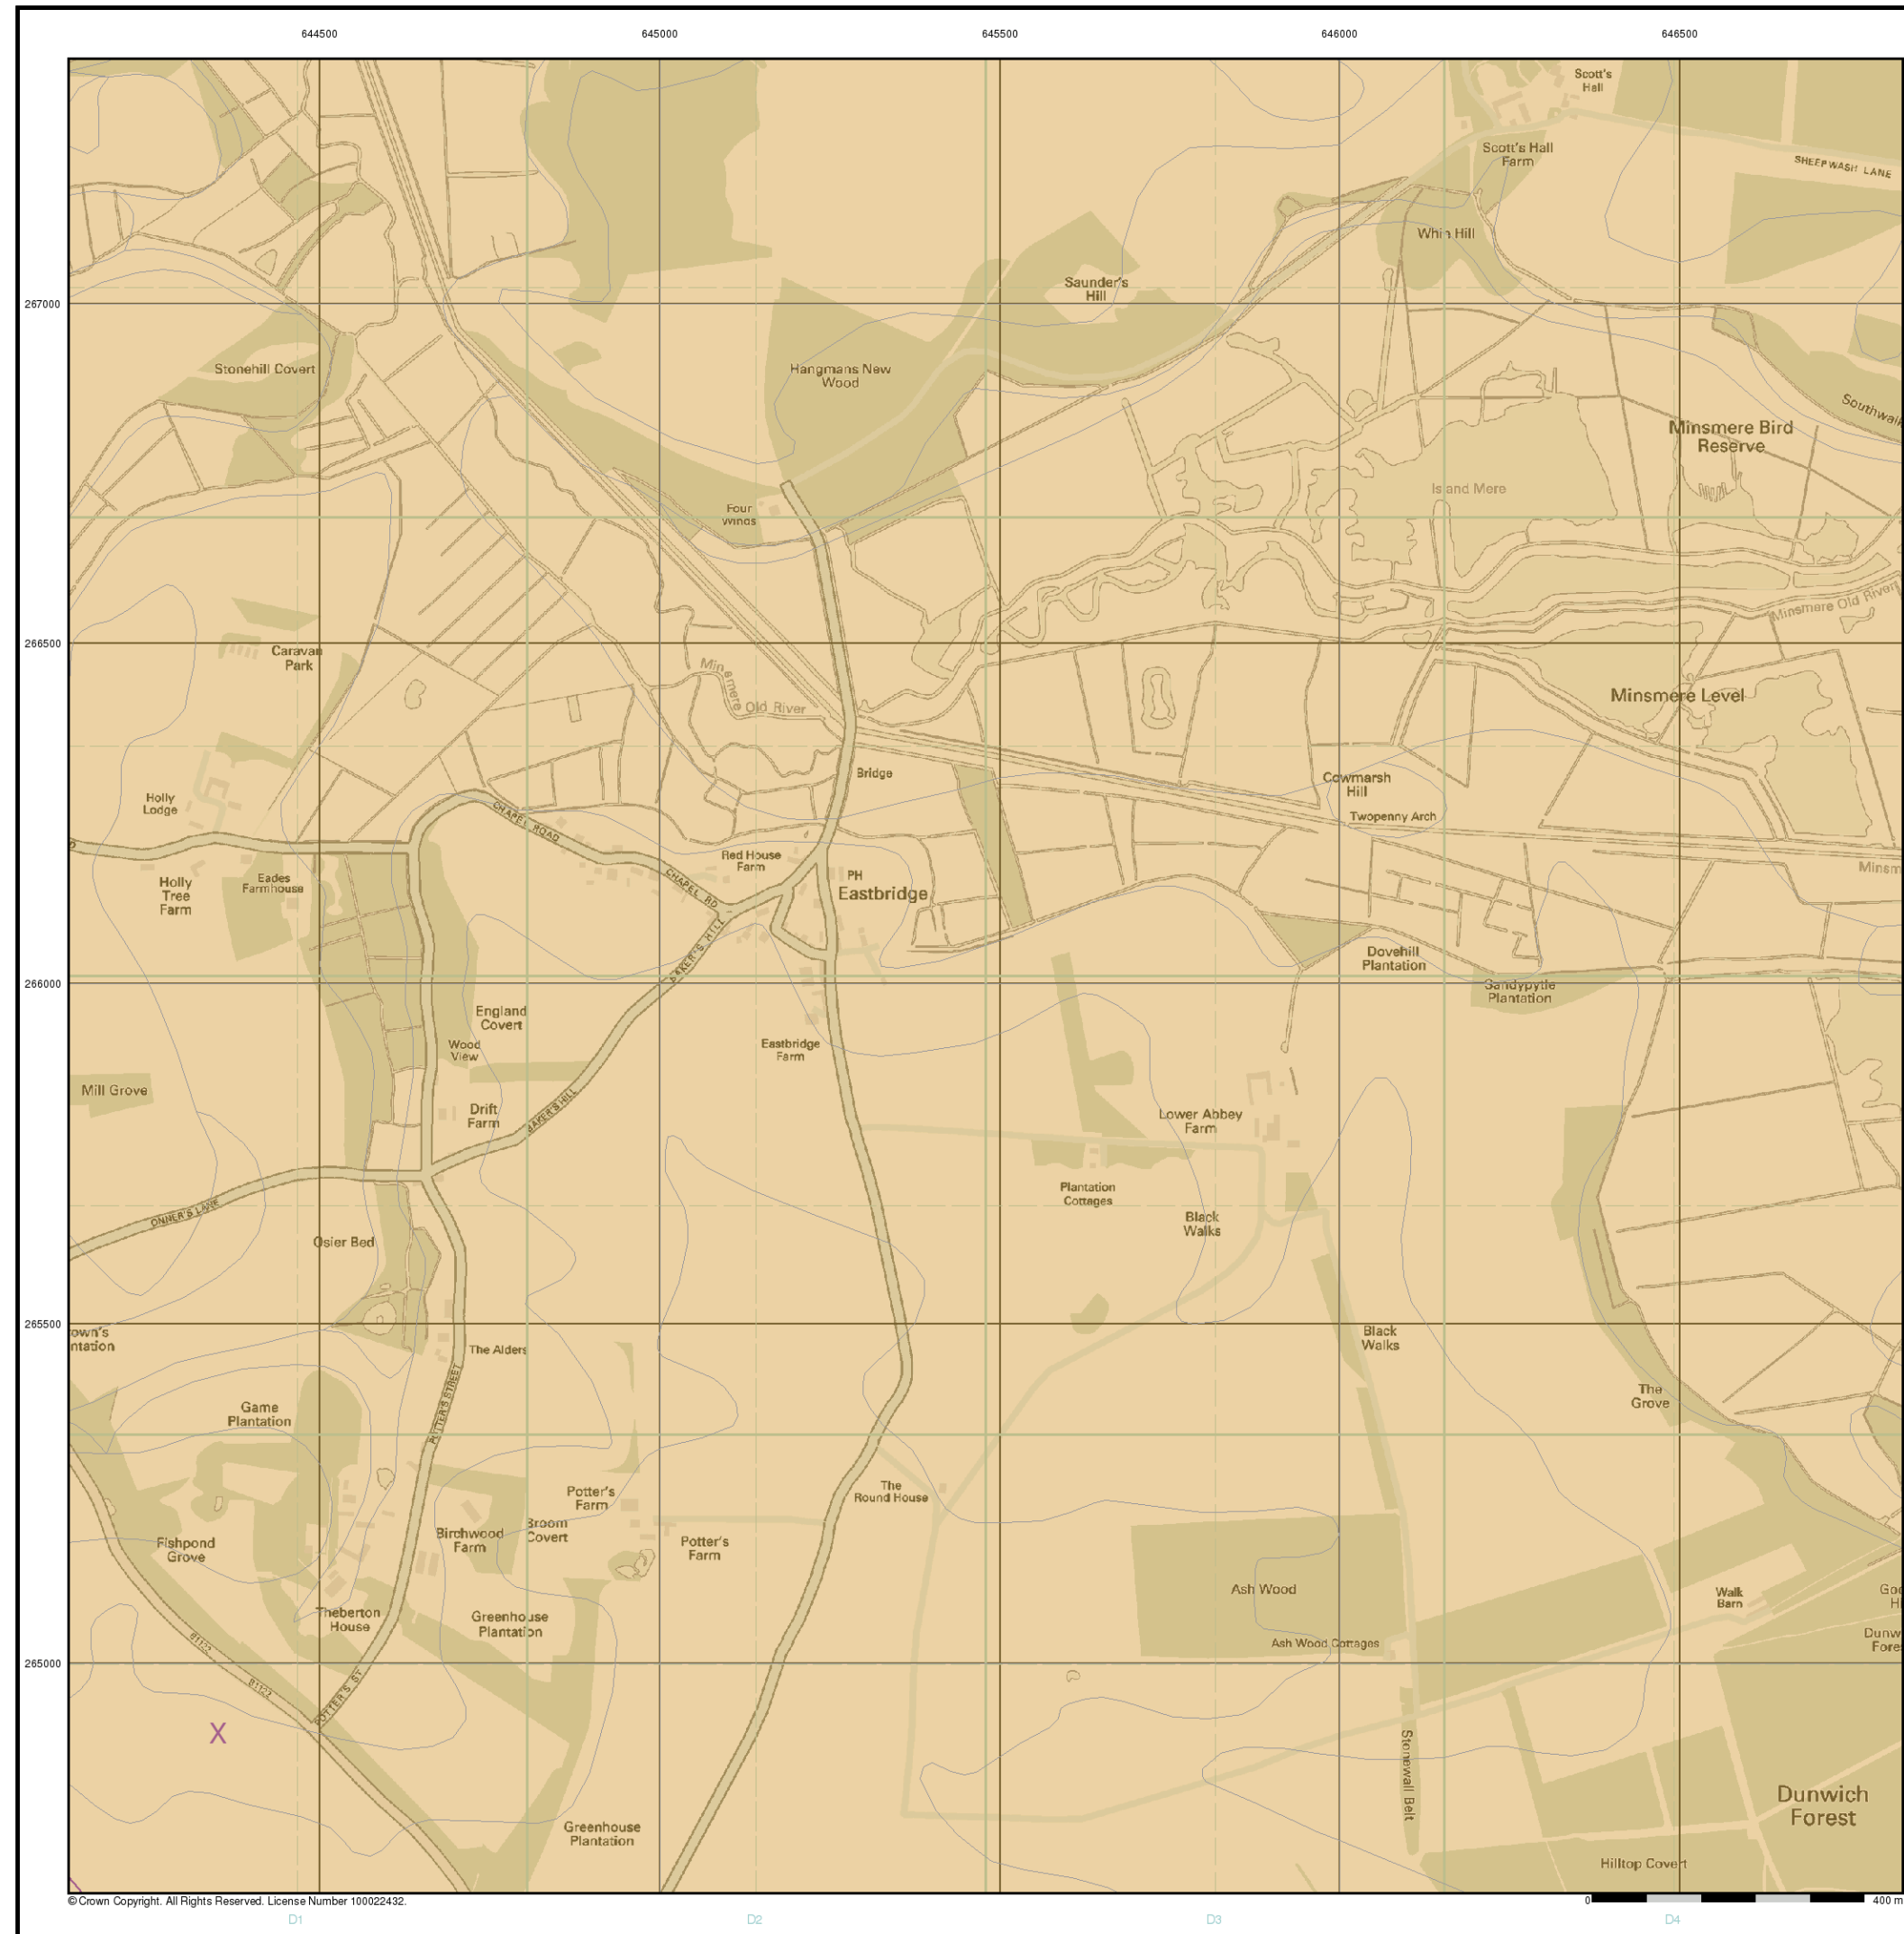 644500
645000
645500
646000
646500
Scott's
Hall
Scott's Hall
Farm
SHEEPWASH LANE
Whin Hill
Saunder's
Hill
267000
Stonehill Covert
Hangmans New
Wood
Minsmere Bird
Reserve
Island Mere
Four
Winds
Minsmere Old River
266500
Caravan
Park
Minsmere Old River
Minsmere Level
Bridge
Cowmarsh
Hill
Twopenny Arch
Holly
Lodge
CHAPEL ROAD
Red House
Farm
CHAPEL RD
PH
Eastbridge
Holly
Tree
Farm
Eades
Farmhouse
BAKER'S HILL
Dovehill
Plantation
266000
Sandypytle
Plantation
England
Covert
Wood
View
Eastbridge
Farm
Mill Grove
Drift
Farm
BAKER'S HILL
Lower Abbey
Farm
Plantation
Cottages
ONNER'S LANE
Black
Walks
Osier Bed
265500
own's
ntation
The Alders
Black
Walks
POTTER'S STREET
Game
Plantation
The
Grove
Potter's
Farm
The
Round House
Fishpond
Grove
Birchwood
Farm
Broom
Covert
Potter's
Farm
Ash Wood
Walk
Barn
Theberton
House
Greenhouse
Plantation
Ash Wood Cottages
Dunw
Fore
B1122
265000
B1122
POTTER'S ST
X
Stonewall Belt
Dunwich
Forest
Greenhouse
Plantation
Hilltop Covert
© Crown Copyright. All Rights Reserved. License Number 100022432.
0
400 m
D1
D2
D3
D4